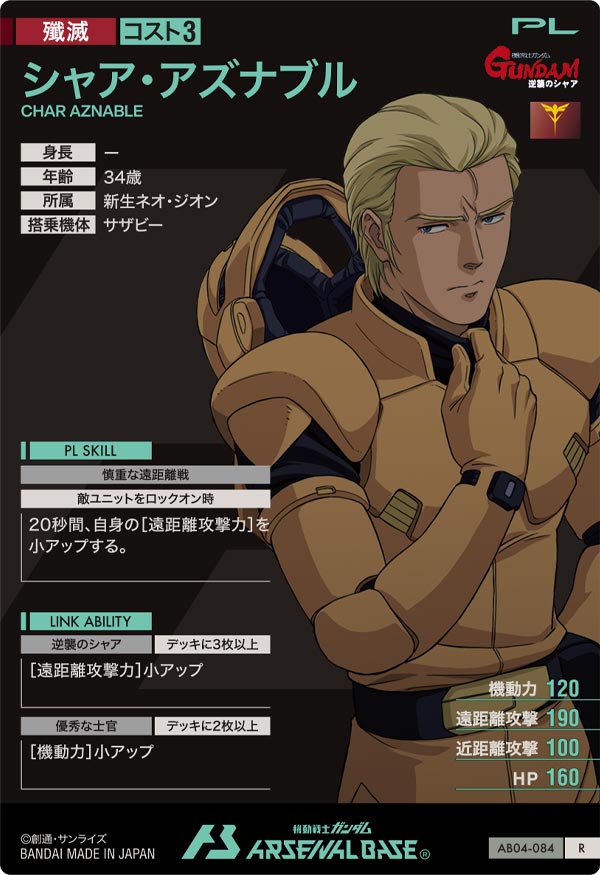 殲滅 コスト3 PL
シャア・アズナブル
CHAR AZNABLE
機動戦士ガンダム
GUNDAM
逆襲のシャア
身長 ー
年齢 34歳
所属 新生ネオ・ジオン
搭乗機体 サザビー
PL SKILL
慎重な遠距離戦
敵ユニットをロックオン時
20秒間、自身の[遠距離攻撃力]を
小アップする。
LINK ABILITY
逆襲のシャア デッキに3枚以上
[遠距離攻撃力]小アップ
優秀な士官 デッキに2枚以上
[機動力]小アップ
機動力 120
遠距離攻撃 190
近距離攻撃 100
HP 160
©創通・サンライズ
BANDAI MADE IN JAPAN
機動戦士ガンダム
ARSENAL BASE®
AB04-084 R